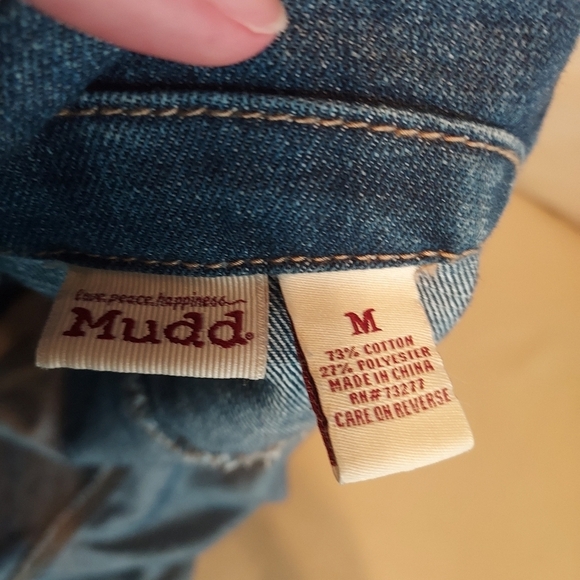 love.peace.happiness
Mudd®
M
73% COTTON
27% POLYESTER
MADE IN CHINA
RN#73277
CARE ON REVERSE